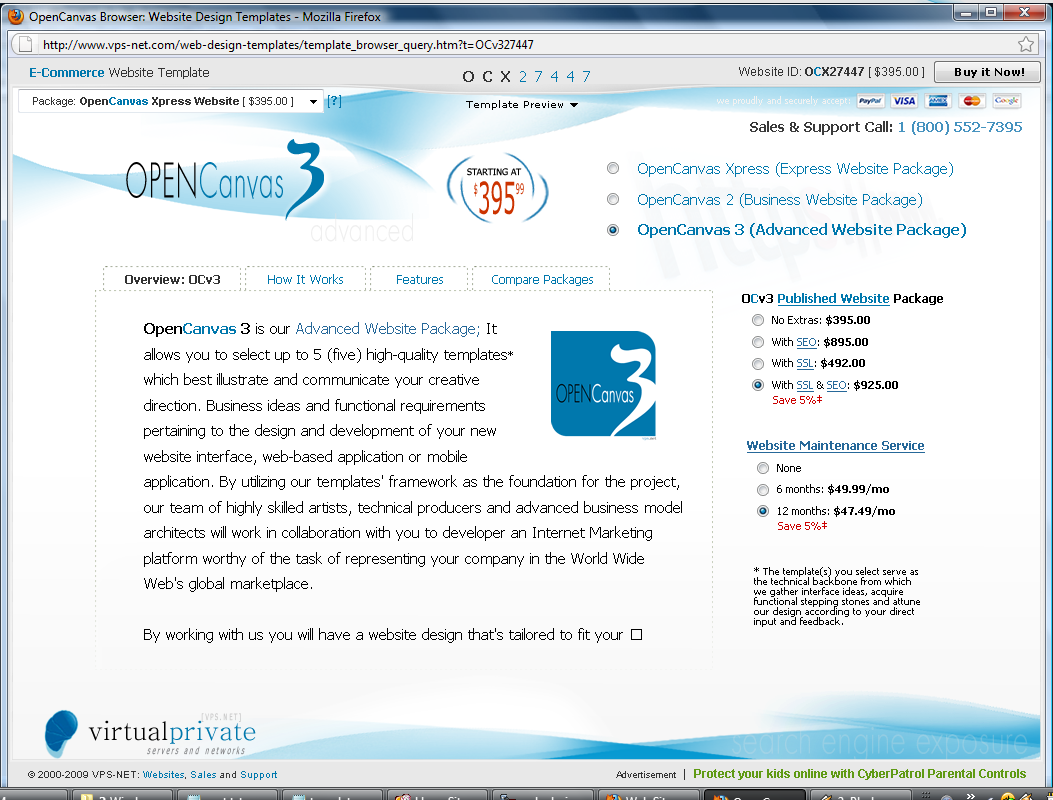 OpenCanvas Browser: Website Design Templates - Mozilla Firefox
http://www.vps-net.com/web-design-templates/template_browser_query.htm?t=OCv327447
E-Commerce Website Template
OCX27447
Website ID: OCX27447 [ $395.00 ]
Buy it Now!
Package: OpenCanvas Xpress Website [ $395.00 ]
[?]
Template Preview
we proudly and securely accept:
PayPal
VISA
AMEX
Google
Sales & Support Call: 1 (800) 552-7395
OPENCanvas 3
advanced
STARTING AT
$395.99
OpenCanvas Xpress (Express Website Package)
OpenCanvas 2 (Business Website Package)
OpenCanvas 3 (Advanced Website Package)
Overview: OCv3
How It Works
Features
Compare Packages
OpenCanvas 3 is our Advanced Website Package; It
allows you to select up to 5 (five) high-quality templates*
which best illustrate and communicate your creative
direction. Business ideas and functional requirements
pertaining to the design and development of your new
website interface, web-based application or mobile
application. By utilizing our templates' framework as the foundation for the project,
our team of highly skilled artists, technical producers and advanced business model
architects will work in collaboration with you to developer an Internet Marketing
platform worthy of the task of representing your company in the World Wide
Web's global marketplace.
By working with us you will have a website design that's tailored to fit your
OPENCanvas 3
OCv3 Published Website Package
No Extras: $395.00
With SEO: $895.00
With SSL: $492.00
With SSL & SEO: $925.00
Save 5%‡
Website Maintenance Service
None
6 months: $49.99/mo
12 months: $47.49/mo
Save 5%‡
* The template(s) you select serve as
the technical backbone from which
we gather interface ideas, acquire
functional stepping stones and attune
our design according to your direct
input and feedback.
[VPS.NET]
virtualprivate
servers and networks
search engine exposure
© 2000-2009 VPS-NET: Websites, Sales and Support
Advertisement | Protect your kids online with CyberPatrol Parental Controls